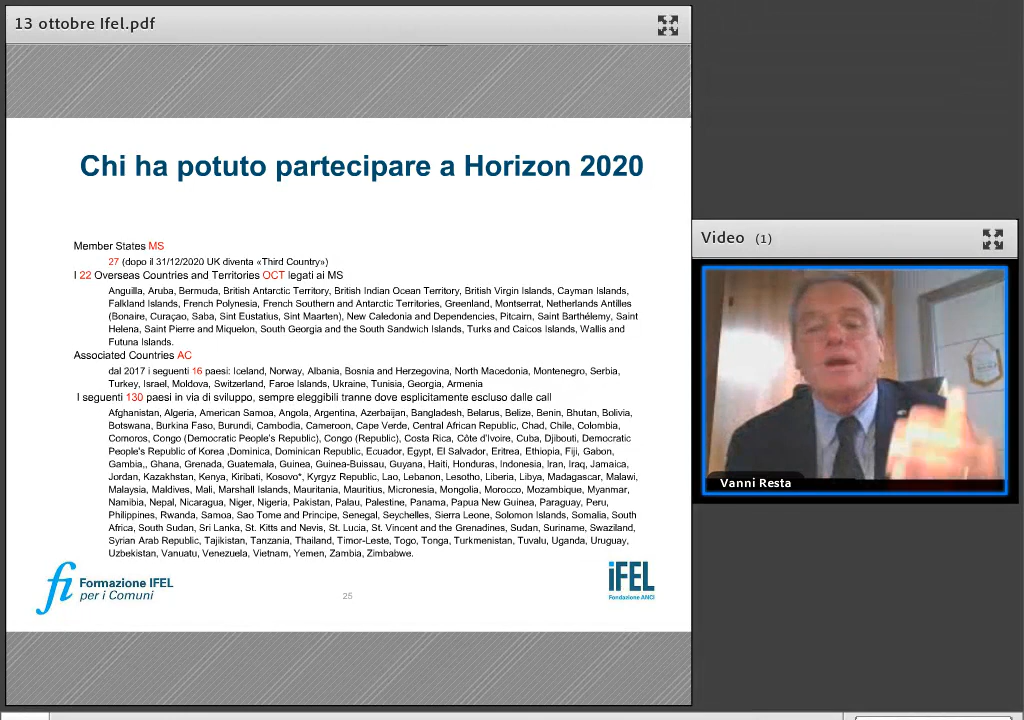 13 ottobre Ifel.pdf
Chi ha potuto partecipare a Horizon 2020
Member States MS
27 (dopo il 31/12/2020 UK diventa «Third Country»)
I 22 Overseas Countries and Territories OCT legati ai MS
Anguilla, Aruba, Bermuda, British Antarctic Territory, British Indian Ocean Territory, British Virgin Islands, Cayman Islands,
Falkland Islands, French Polynesia, French Southern and Antarctic Territories, Greenland, Montserrat, Netherlands Antilles
(Bonaire, Curaçao, Saba, Sint Eustatius, Sint Maarten), New Caledonia and Dependencies, Pitcairn, Saint Barthélemy, Saint
Helena, Saint Pierre and Miquelon, South Georgia and the South Sandwich Islands, Turks and Caicos Islands, Wallis and
Futuna Islands.
Associated Countries AC
dal 2017 i seguenti 16 paesi: Iceland, Norway, Albania, Bosnia and Herzegovina, North Macedonia, Montenegro, Serbia,
Turkey, Israel, Moldova, Switzerland, Faroe Islands, Ukraine, Tunisia, Georgia, Armenia
I seguenti 130 paesi in via di sviluppo, sempre eleggibili tranne dove esplicitamente escluso dalle call
Afghanistan, Algeria, American Samoa, Angola, Argentina, Azerbaijan, Bangladesh, Belarus, Belize, Benin, Bhutan, Bolivia,
Botswana, Burkina Faso, Burundi, Cambodia, Cameroon, Cape Verde, Central African Republic, Chad, Chile, Colombia,
Comoros, Congo (Democratic People's Republic), Congo (Republic), Costa Rica, Côte d'Ivoire, Cuba, Djibouti, Democratic
People's Republic of Korea ,Dominica, Dominican Republic, Ecuador, Egypt, El Salvador, Eritrea, Ethiopia, Fiji, Gabon,
Gambia,, Ghana, Grenada, Guatemala, Guinea, Guinea-Buissau, Guyana, Haiti, Honduras, Indonesia, Iran, Iraq, Jamaica,
Jordan, Kazakhstan, Kenya, Kiribati, Kosovo*, Kyrgyz Republic, Lao, Lebanon, Lesotho, Liberia, Libya, Madagascar, Malawi,
Malaysia, Maldives, Mali, Marshall Islands, Mauritania, Mauritius, Micronesia, Mongolia, Morocco, Mozambique, Myanmar,
Namibia, Nepal, Nicaragua, Niger, Nigeria, Pakistan, Palau, Palestine, Panama, Papua New Guinea, Paraguay, Peru,
Philippines, Rwanda, Samoa, Sao Tome and Principe, Senegal, Seychelles, Sierra Leone, Solomon Islands, Somalia, South
Africa, South Sudan, Sri Lanka, St. Kitts and Nevis, St. Lucia, St. Vincent and the Grenadines, Sudan, Suriname, Swaziland,
Syrian Arab Republic, Tajikistan, Tanzania, Thailand, Timor-Leste, Togo, Tonga, Turkmenistan, Tuvalu, Uganda, Uruguay,
Uzbekistan, Vanuatu, Venezuela, Vietnam, Yemen, Zambia, Zimbabwe.
fi Formazione IFEL
per i Comuni
25
iFEL
Fondazione ANCI
Video (1)
Vanni Resta